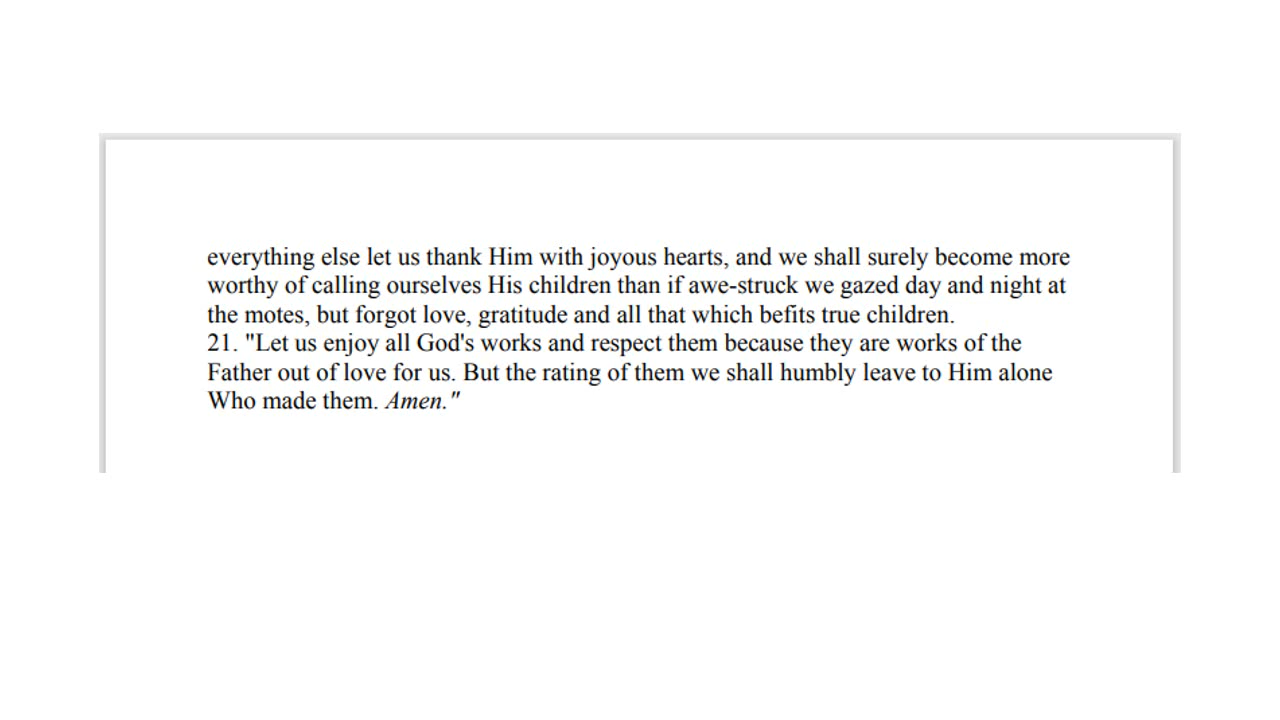 everything else let us thank Him with joyous hearts, and we shall surely become more
worthy of calling ourselves His children than if awe-struck we gazed day and night at
the motes, but forgot love, gratitude and all that which befits true children.
21. "Let us enjoy all God's works and respect them because they are works of the
Father out of love for us. But the rating of them we shall humbly leave to Him alone
Who made them. Amen."